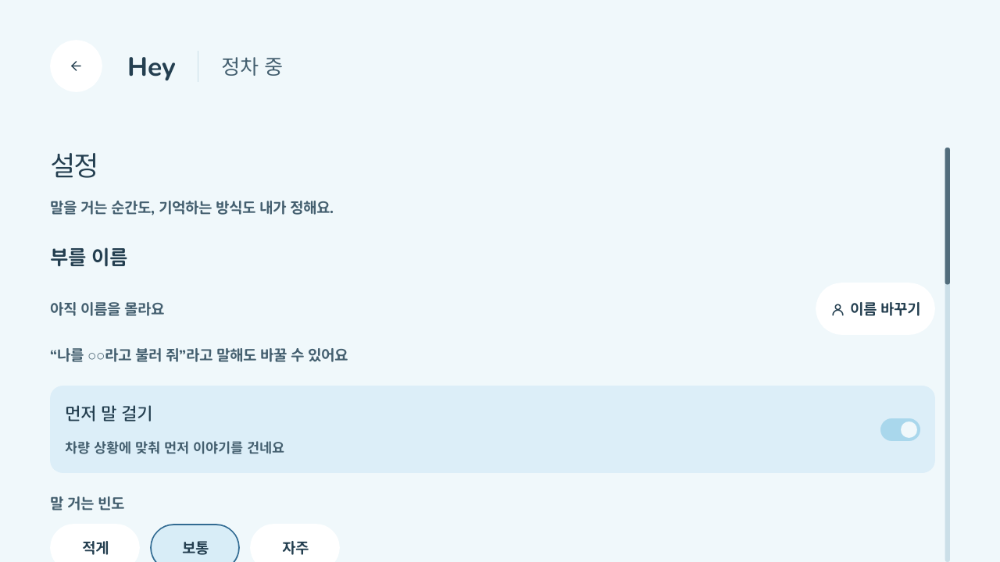 Hey
정차 중
설정
말을 거는 순간도, 기억하는 방식도 내가 정해요.
부를 이름
아직 이름을 몰라요
이름 바꾸기
“나를 ○○라고 불러 줘”라고 말해도 바꿀 수 있어요
먼저 말 걸기
차량 상황에 맞춰 먼저 이야기를 건네요
말 거는 빈도
적게
보통
자주